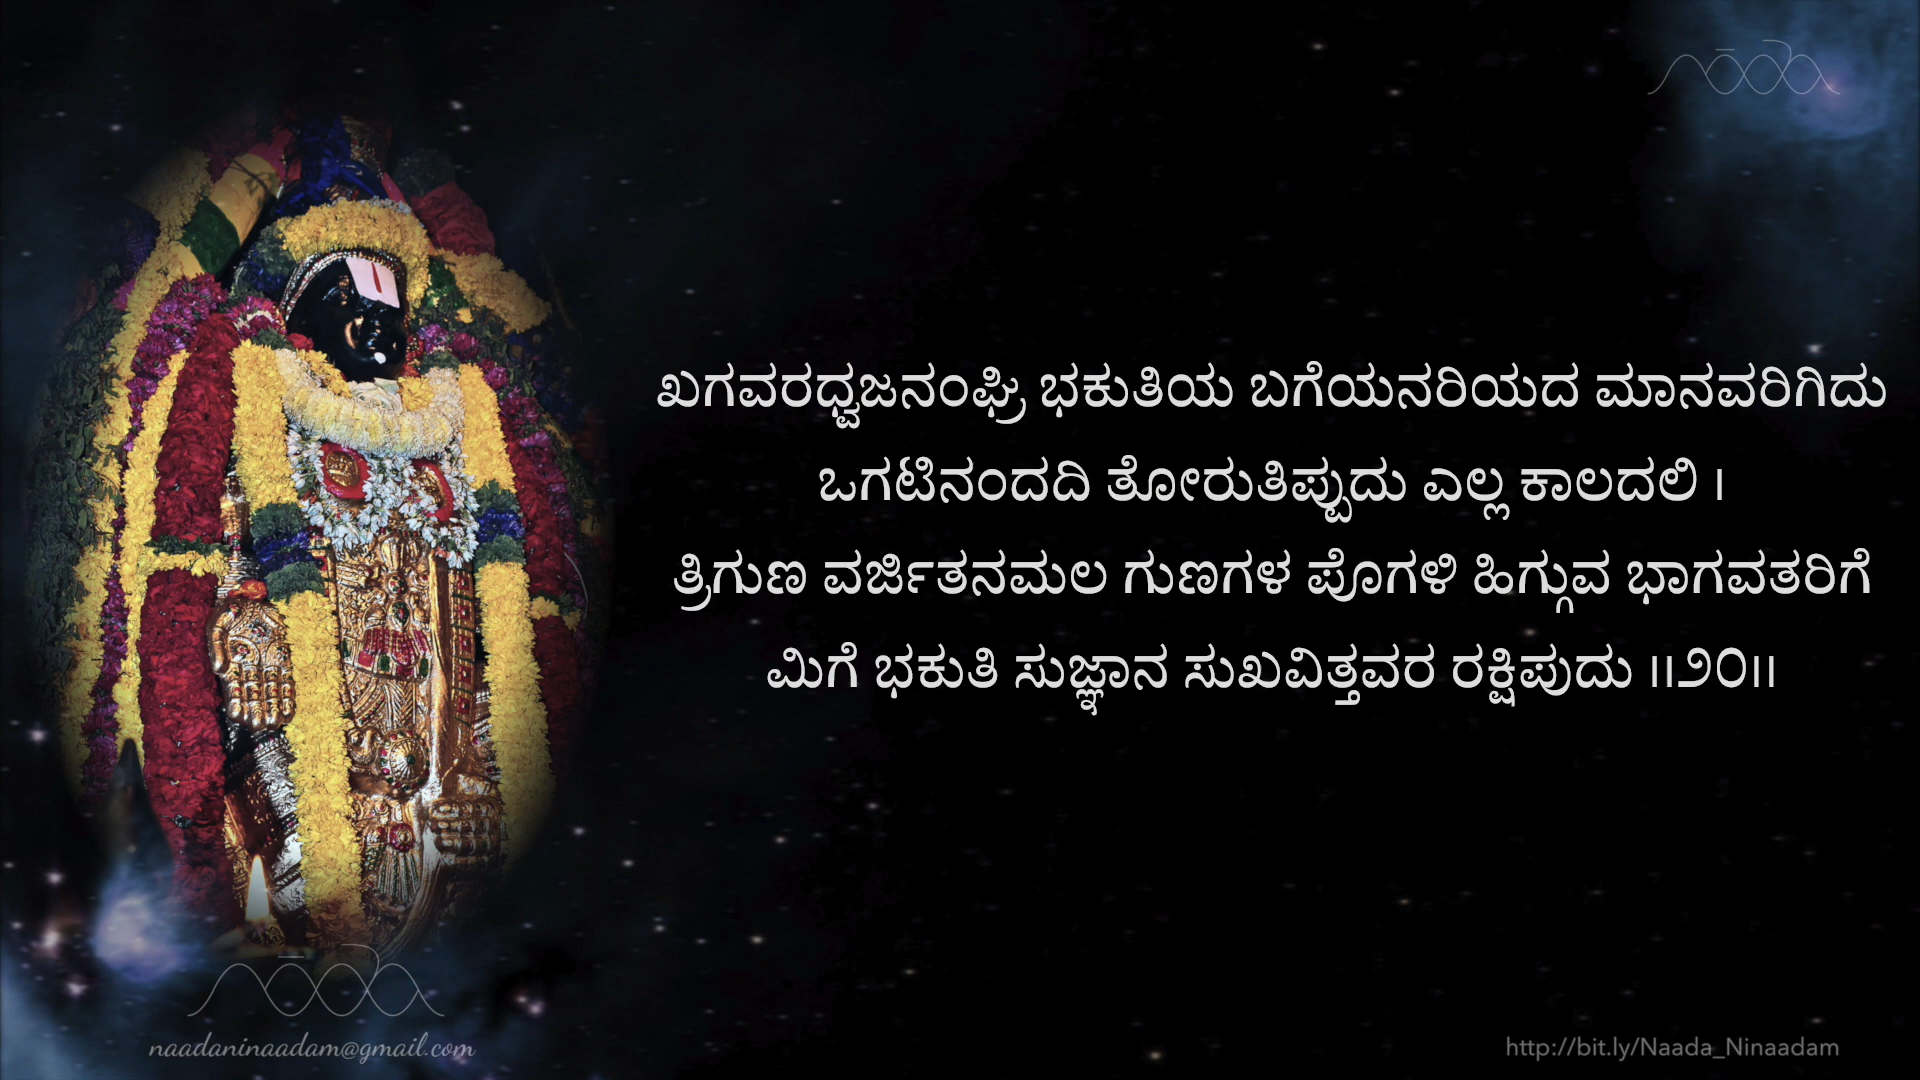 ಖಗವರಧ್ವಜನಂಘ್ರಿ ಭಕುತಿಯ ಬಗೆಯನರಿಯದ ಮಾನವರಿಗಿದು
ಒಗಟಿನಂದದಿ ತೋರುತಿಪ್ಪುದು ಎಲ್ಲ ಕಾಲದಲಿ ।
ತ್ರಿಗುಣ ವರ್ಜಿತನಮಲ ಗುಣಗಳ ಪೊಗಳಿ ಹಿಗ್ಗುವ ಭಾಗವತರಿಗೆ
ಮಿಗೆ ಭಕುತಿ ಸುಜ್ಞಾನ ಸುಖವಿತ್ತವರ ರಕ್ಷಿಪುದು ।।೨೦।।
naadaninaadam@gmail.com
http://bit.ly/Naada_Ninaadam